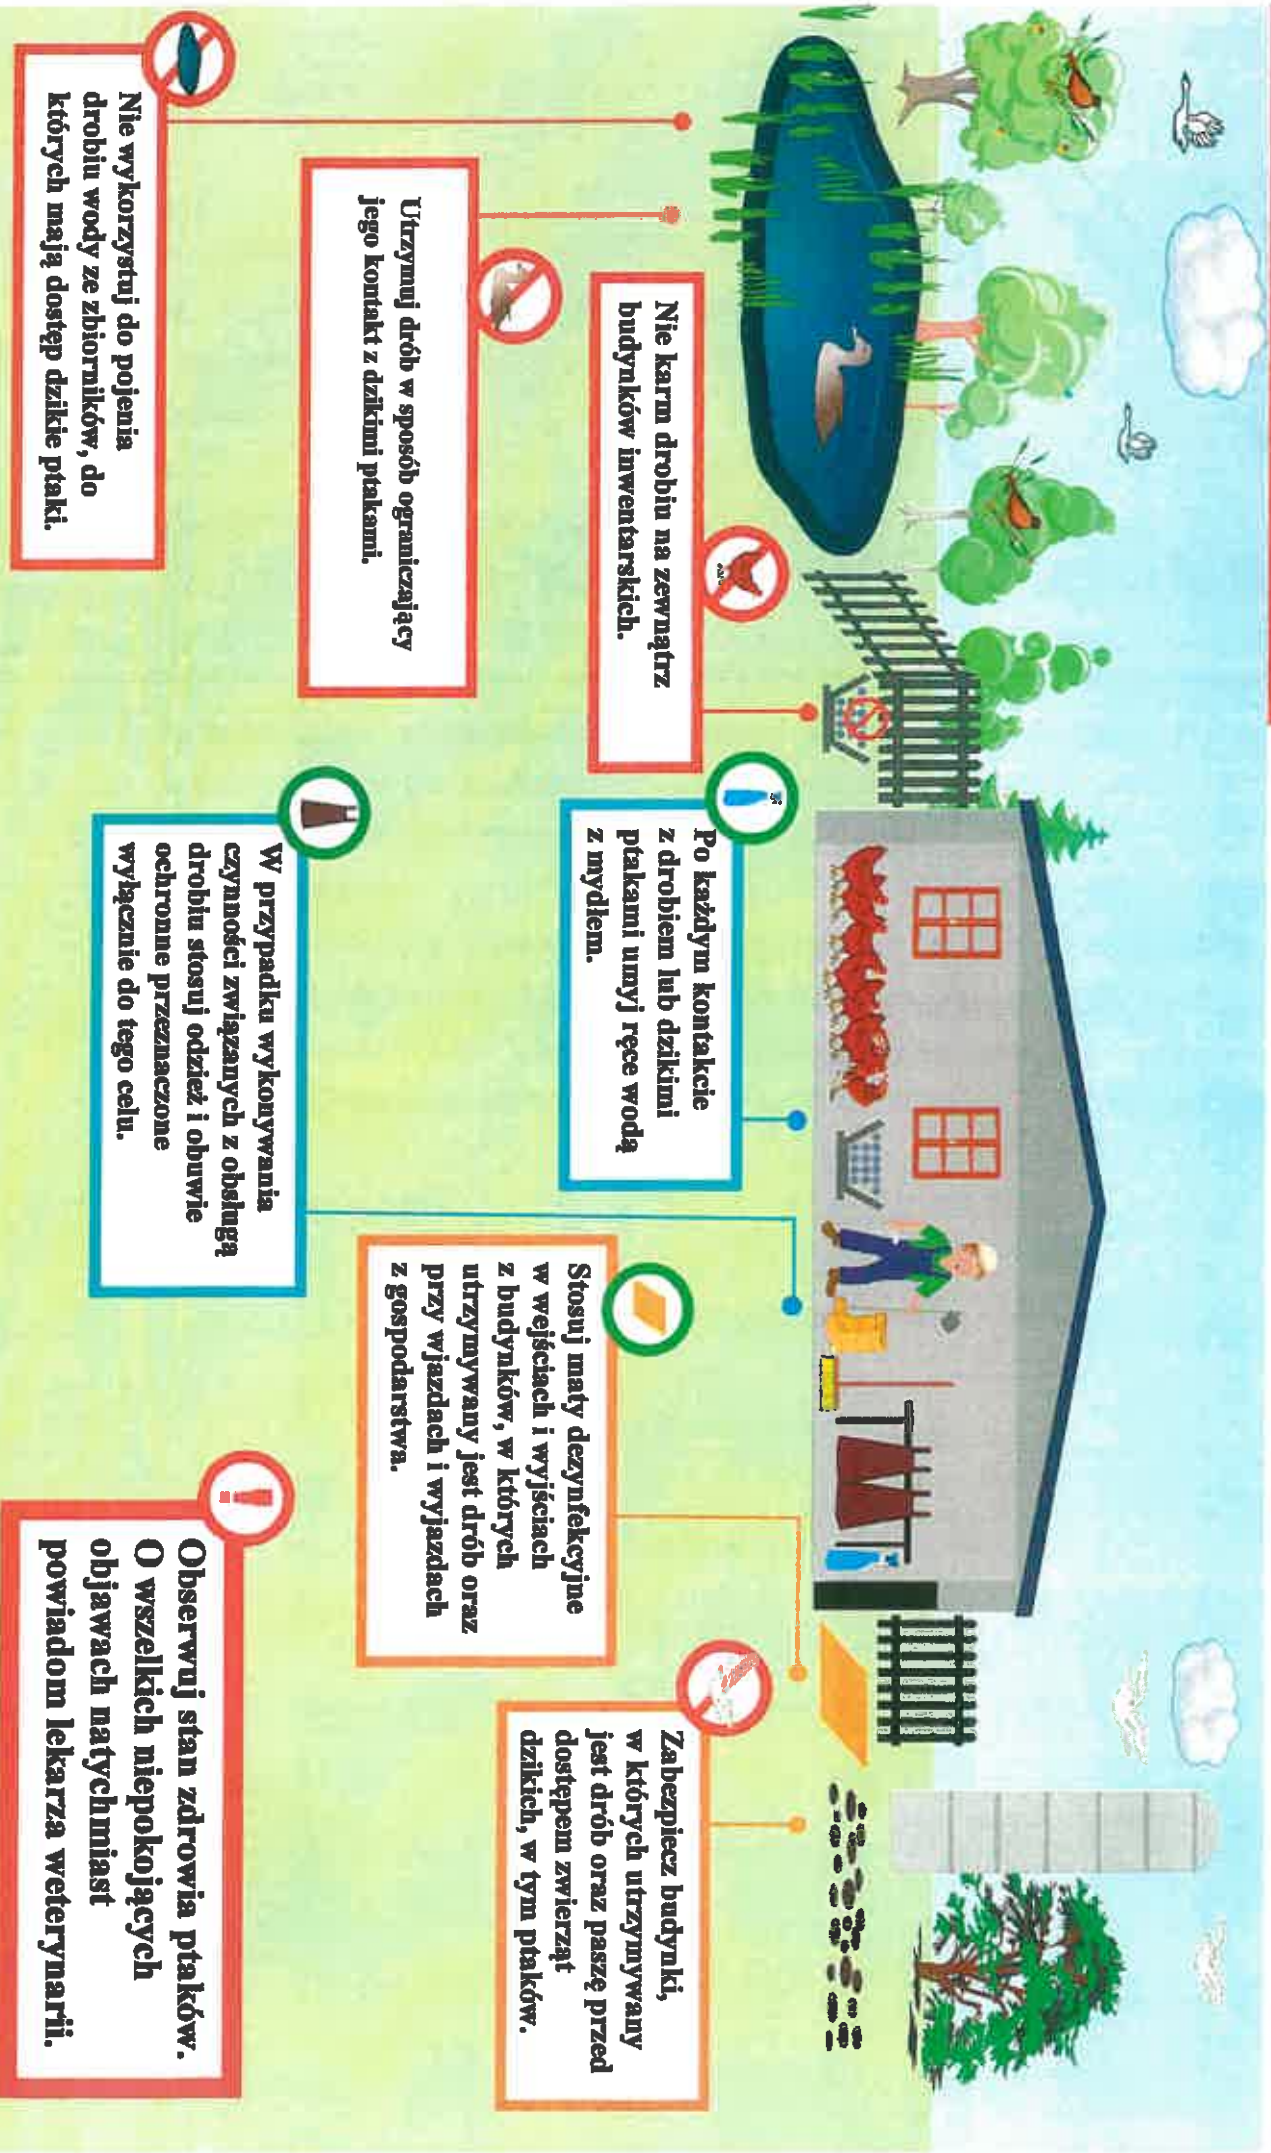 Nie wykorzystuj do pojenia
drobiu wody ze zbiorników, do
których mają dostęp dzikie ptaki.
Utrzymuj drób w sposób ograniczający
jego kontakt z dzikimi ptakami.
Nie karm drobiu na zewnątrz
budynków inwentarskich.
Po każdym kontakcie
z drobiem lub dzikimi
ptakami umyj ręce wodą
z mydłem.
W przypadku wykonywania
czynności związanych z obsługą
drobiu stosuj odzież i obuwie
ochronne przeznaczone
wyłącznie do tego celu.
Stosuj maty dezynfekcyjne
w wejściach i wyjściach
z budynków, w których
utrzymywany jest drób oraz
przy wjazdach i wyjazdach
z gospodarstwa.
Zabezpiecz budynki,
w których utrzymywany
jest drób oraz paszę przed
dostępem zwierząt
dzikich, w tym ptaków.
Obserwuj stan zdrowia ptaków.
O wszelkich niepokojących
objawach natychmiast
powiadom lekarza weterynarii.